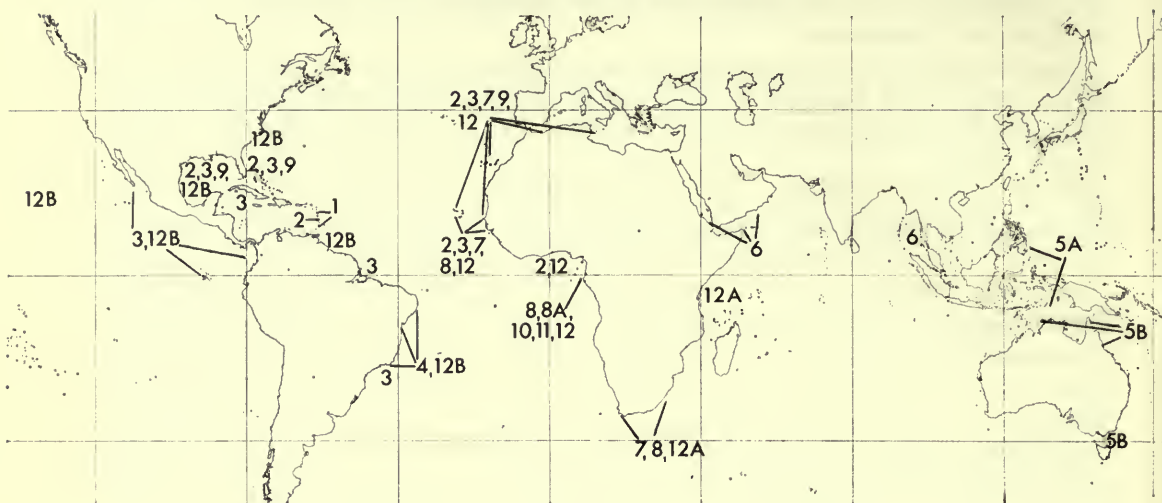 2,3,7,9,
12
12B
2,3,9,
12B
2,3,9
12B
3
1
2
12B
3,12B
3
2,3,7,
8,12
2,12
8,8A,
10,11,12
12A
6
6
5A
5B
4,12B
3
7,8,12A
5B